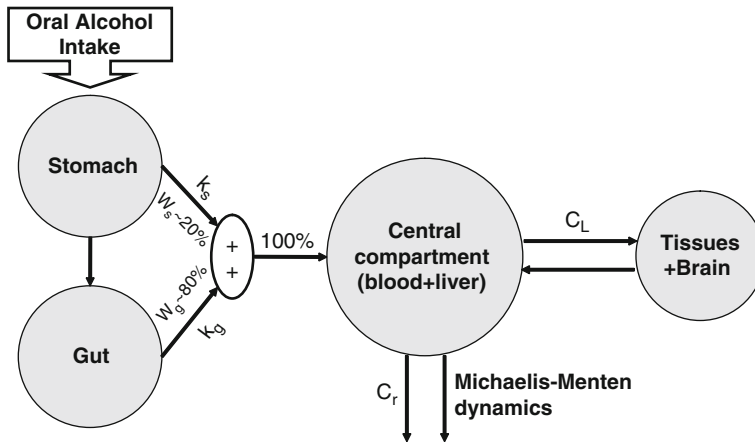 Oral Alcohol
Intake
Stomach
k_s
W_s~20%
+
+
100%
W_g~80%
k_g
Gut
Central
compartment
(blood+liver)
C_L
Tissues
+Brain
C_r
Michaelis-Menten
dynamics